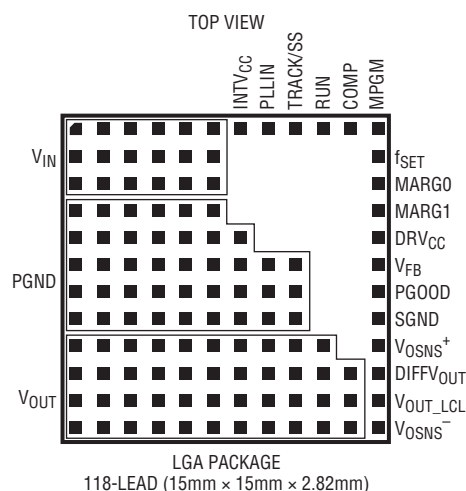 TOP VIEW
INTVCC
PLLIN
TRACK/SS
RUN
COMP
MPGM
VIN
fSET
MARG0
MARG1
DRVCC
PGND
VFB
PGOOD
SGND
VOSNS+
DIFFVOUT
VOUT
VOUT_LCL
VOSNS−
LGA PACKAGE
118-LEAD (15mm × 15mm × 2.82mm)